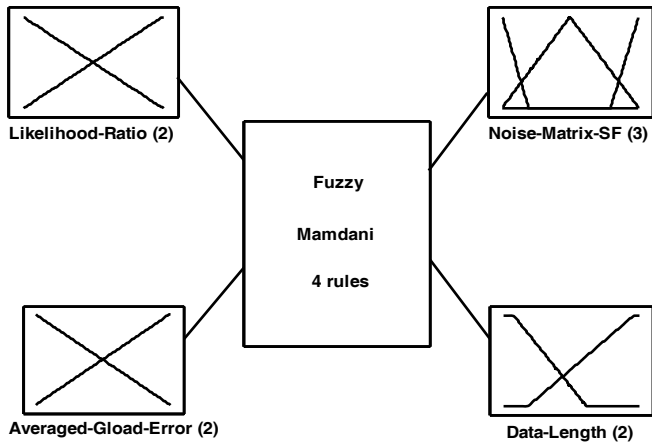 Likelihood-Ratio (2)
Noise-Matrix-SF (3)
Fuzzy
Mamdani
4 rules
Averaged-Gload-Error (2)
Data-Length (2)